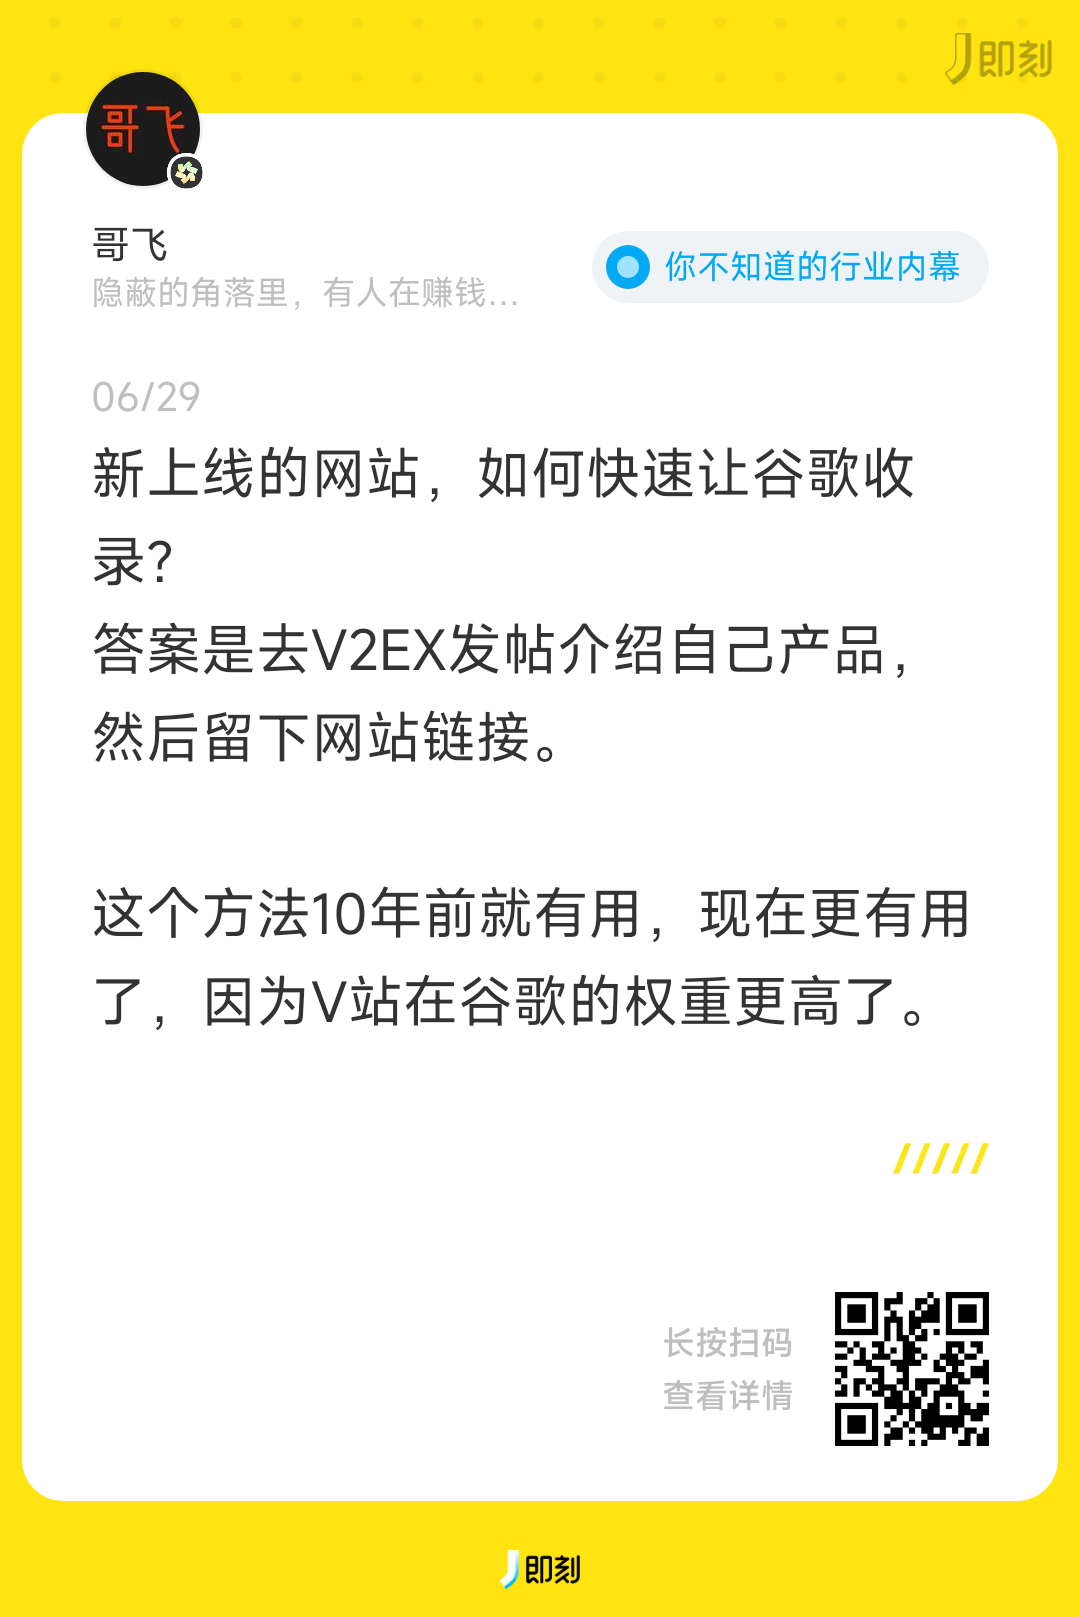 即刻
哥飞
哥飞
隐蔽的角落里，有人在赚钱...
你不知道的行业内幕
06/29
新上线的网站，如何快速让谷歌收
录？
答案是去V2EX发帖介绍自己产品，
然后留下网站链接。
这个方法10年前就有用，现在更有用
了，因为V站在谷歌的权重更高了。
长按扫码
查看详情
即刻